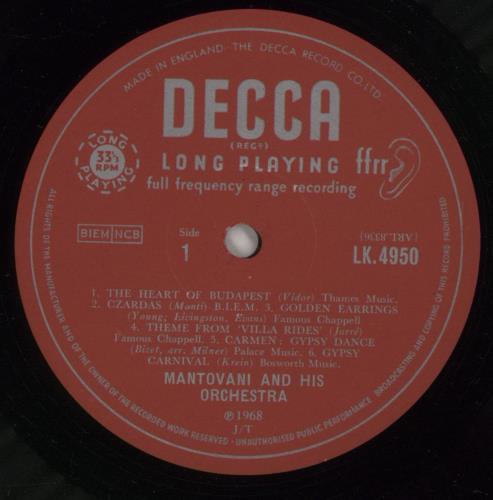 MADE IN ENGLAND · THE DECCA RECORD CO. LTD.
DECCA
(REGᴰ)
LONG PLAYING
33⅓
RPM
LONG PLAYING
ffrr
full frequency range recording
BIEM NCB
Side
1
(ARL.8336)
LK.4950
1. THE HEART OF BUDAPEST (Vidor) Thames Music.
2. CZARDAS (Monti) B.I.E.M. 3. GOLDEN EARRINGS
(Young; Livingston, Evans) Famous Chappell
4. THEME FROM 'VILLA RIDES' (Jarré)
Famous Chappell. 5. CARMEN: GYPSY DANCE
(Bizet, arr. Milner) Palace Music. 6. GYPSY
CARNIVAL (Krein) Bosworth Music.
MANTOVANI AND HIS
ORCHESTRA
℗1968
J/T
ALL RIGHTS OF THE MANUFACTURER AND OF THE OWNER OF THE RECORDED WORK RESERVED · UNAUTHORISED PUBLIC PERFORMANCE BROADCASTING AND COPYING OF THIS RECORD PROHIBITED